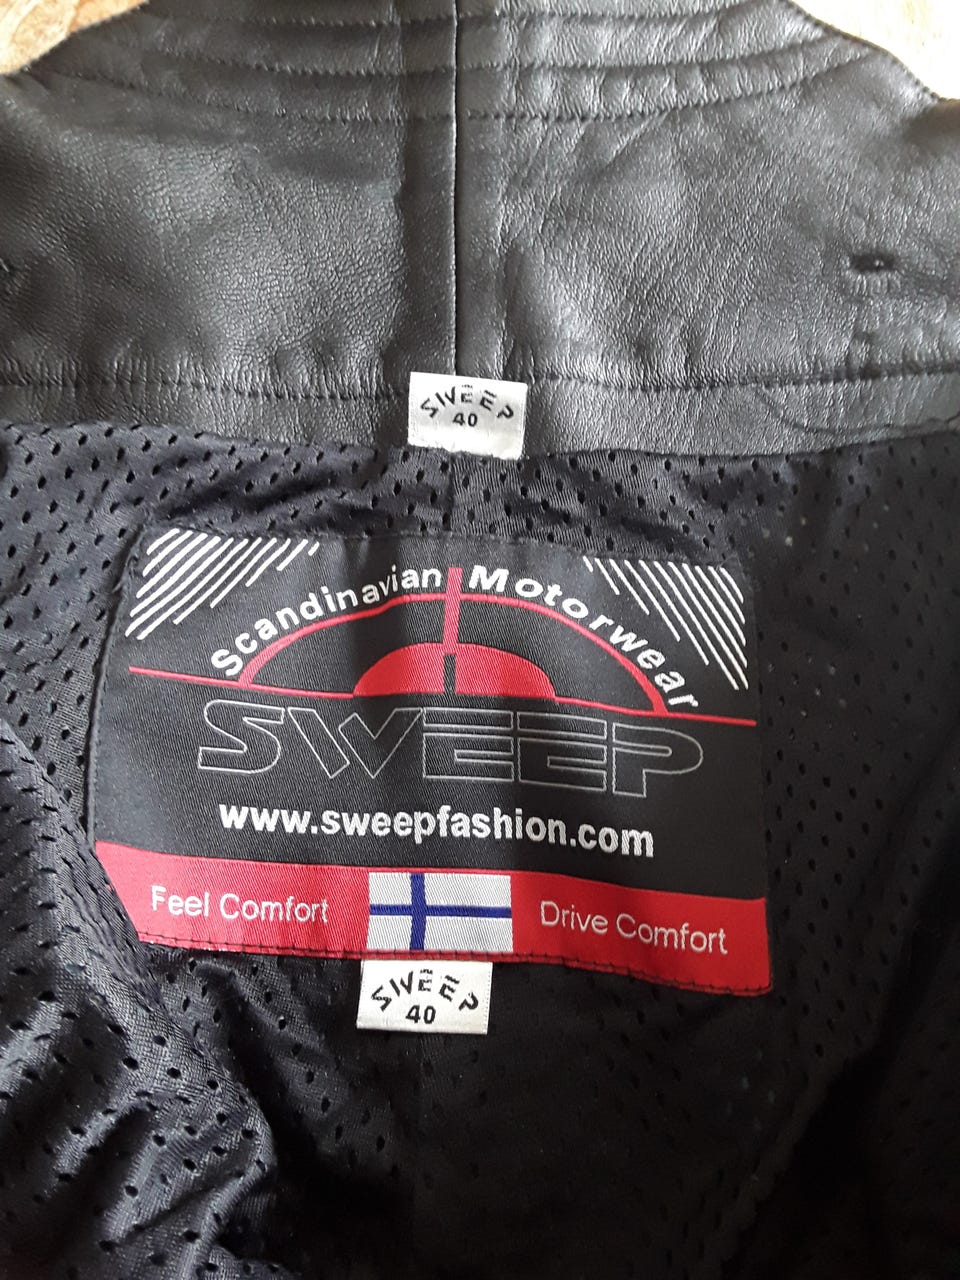 SWEEP
40
Scandinavian Motorwear
SWEEP
www.sweepfashion.com
Feel Comfort Drive Comfort
SWEEP
40